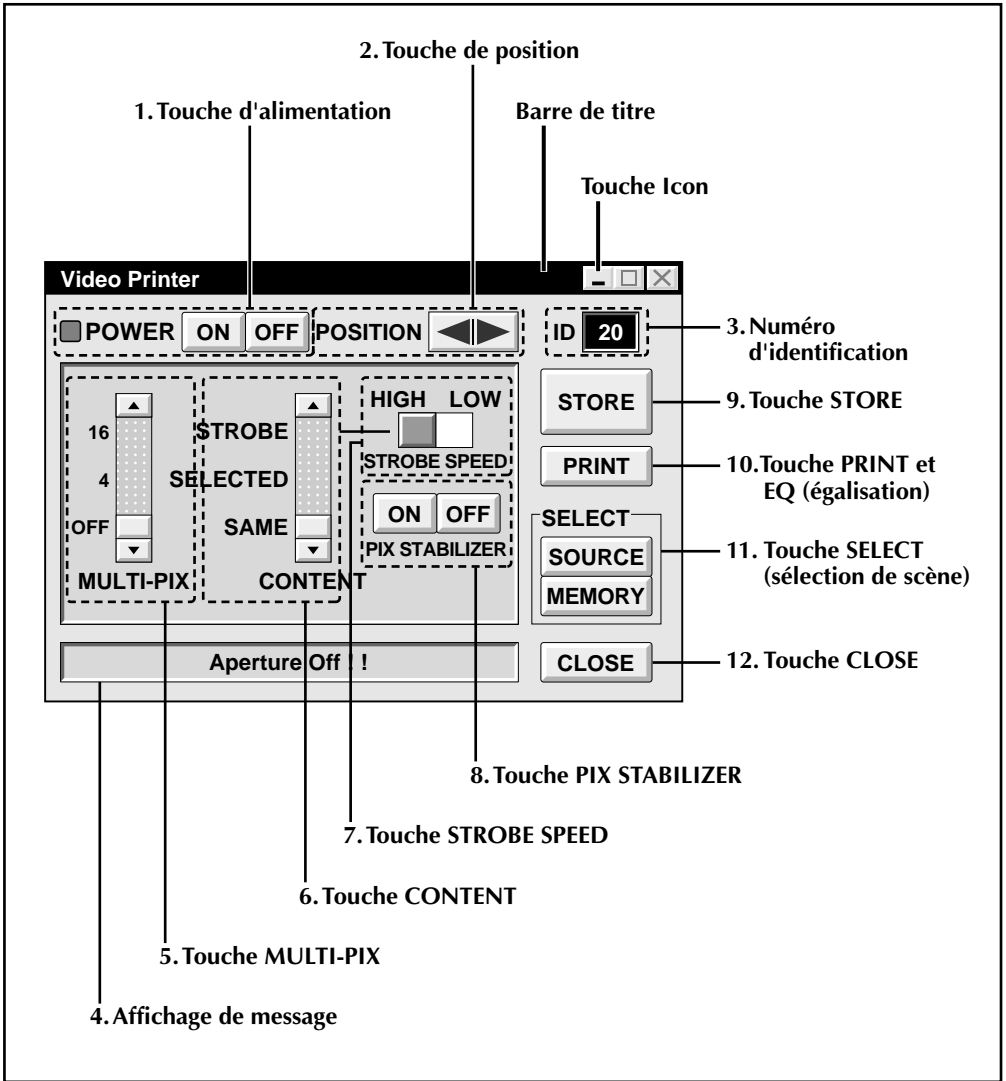 2. Touche de position
1. Touche d'alimentation
Barre de titre
Touche Icon
Video Printer
POWER ON OFF POSITION ID 20
3. Numéro
d'identification
HIGH LOW
STORE
9. Touche STORE
16
STROBE
STROBE SPEED
PRINT
10. Touche PRINT et
EQ (égalisation)
4
SELECTED
ON OFF
SELECT
OFF
SAME
PIX STABILIZER
SOURCE
11. Touche SELECT
(sélection de scène)
MULTI-PIX
CONTENT
MEMORY
Aperture Off ! !
CLOSE
12. Touche CLOSE
8. Touche PIX STABILIZER
7. Touche STROBE SPEED
6. Touche CONTENT
5. Touche MULTI-PIX
4. Affichage de message